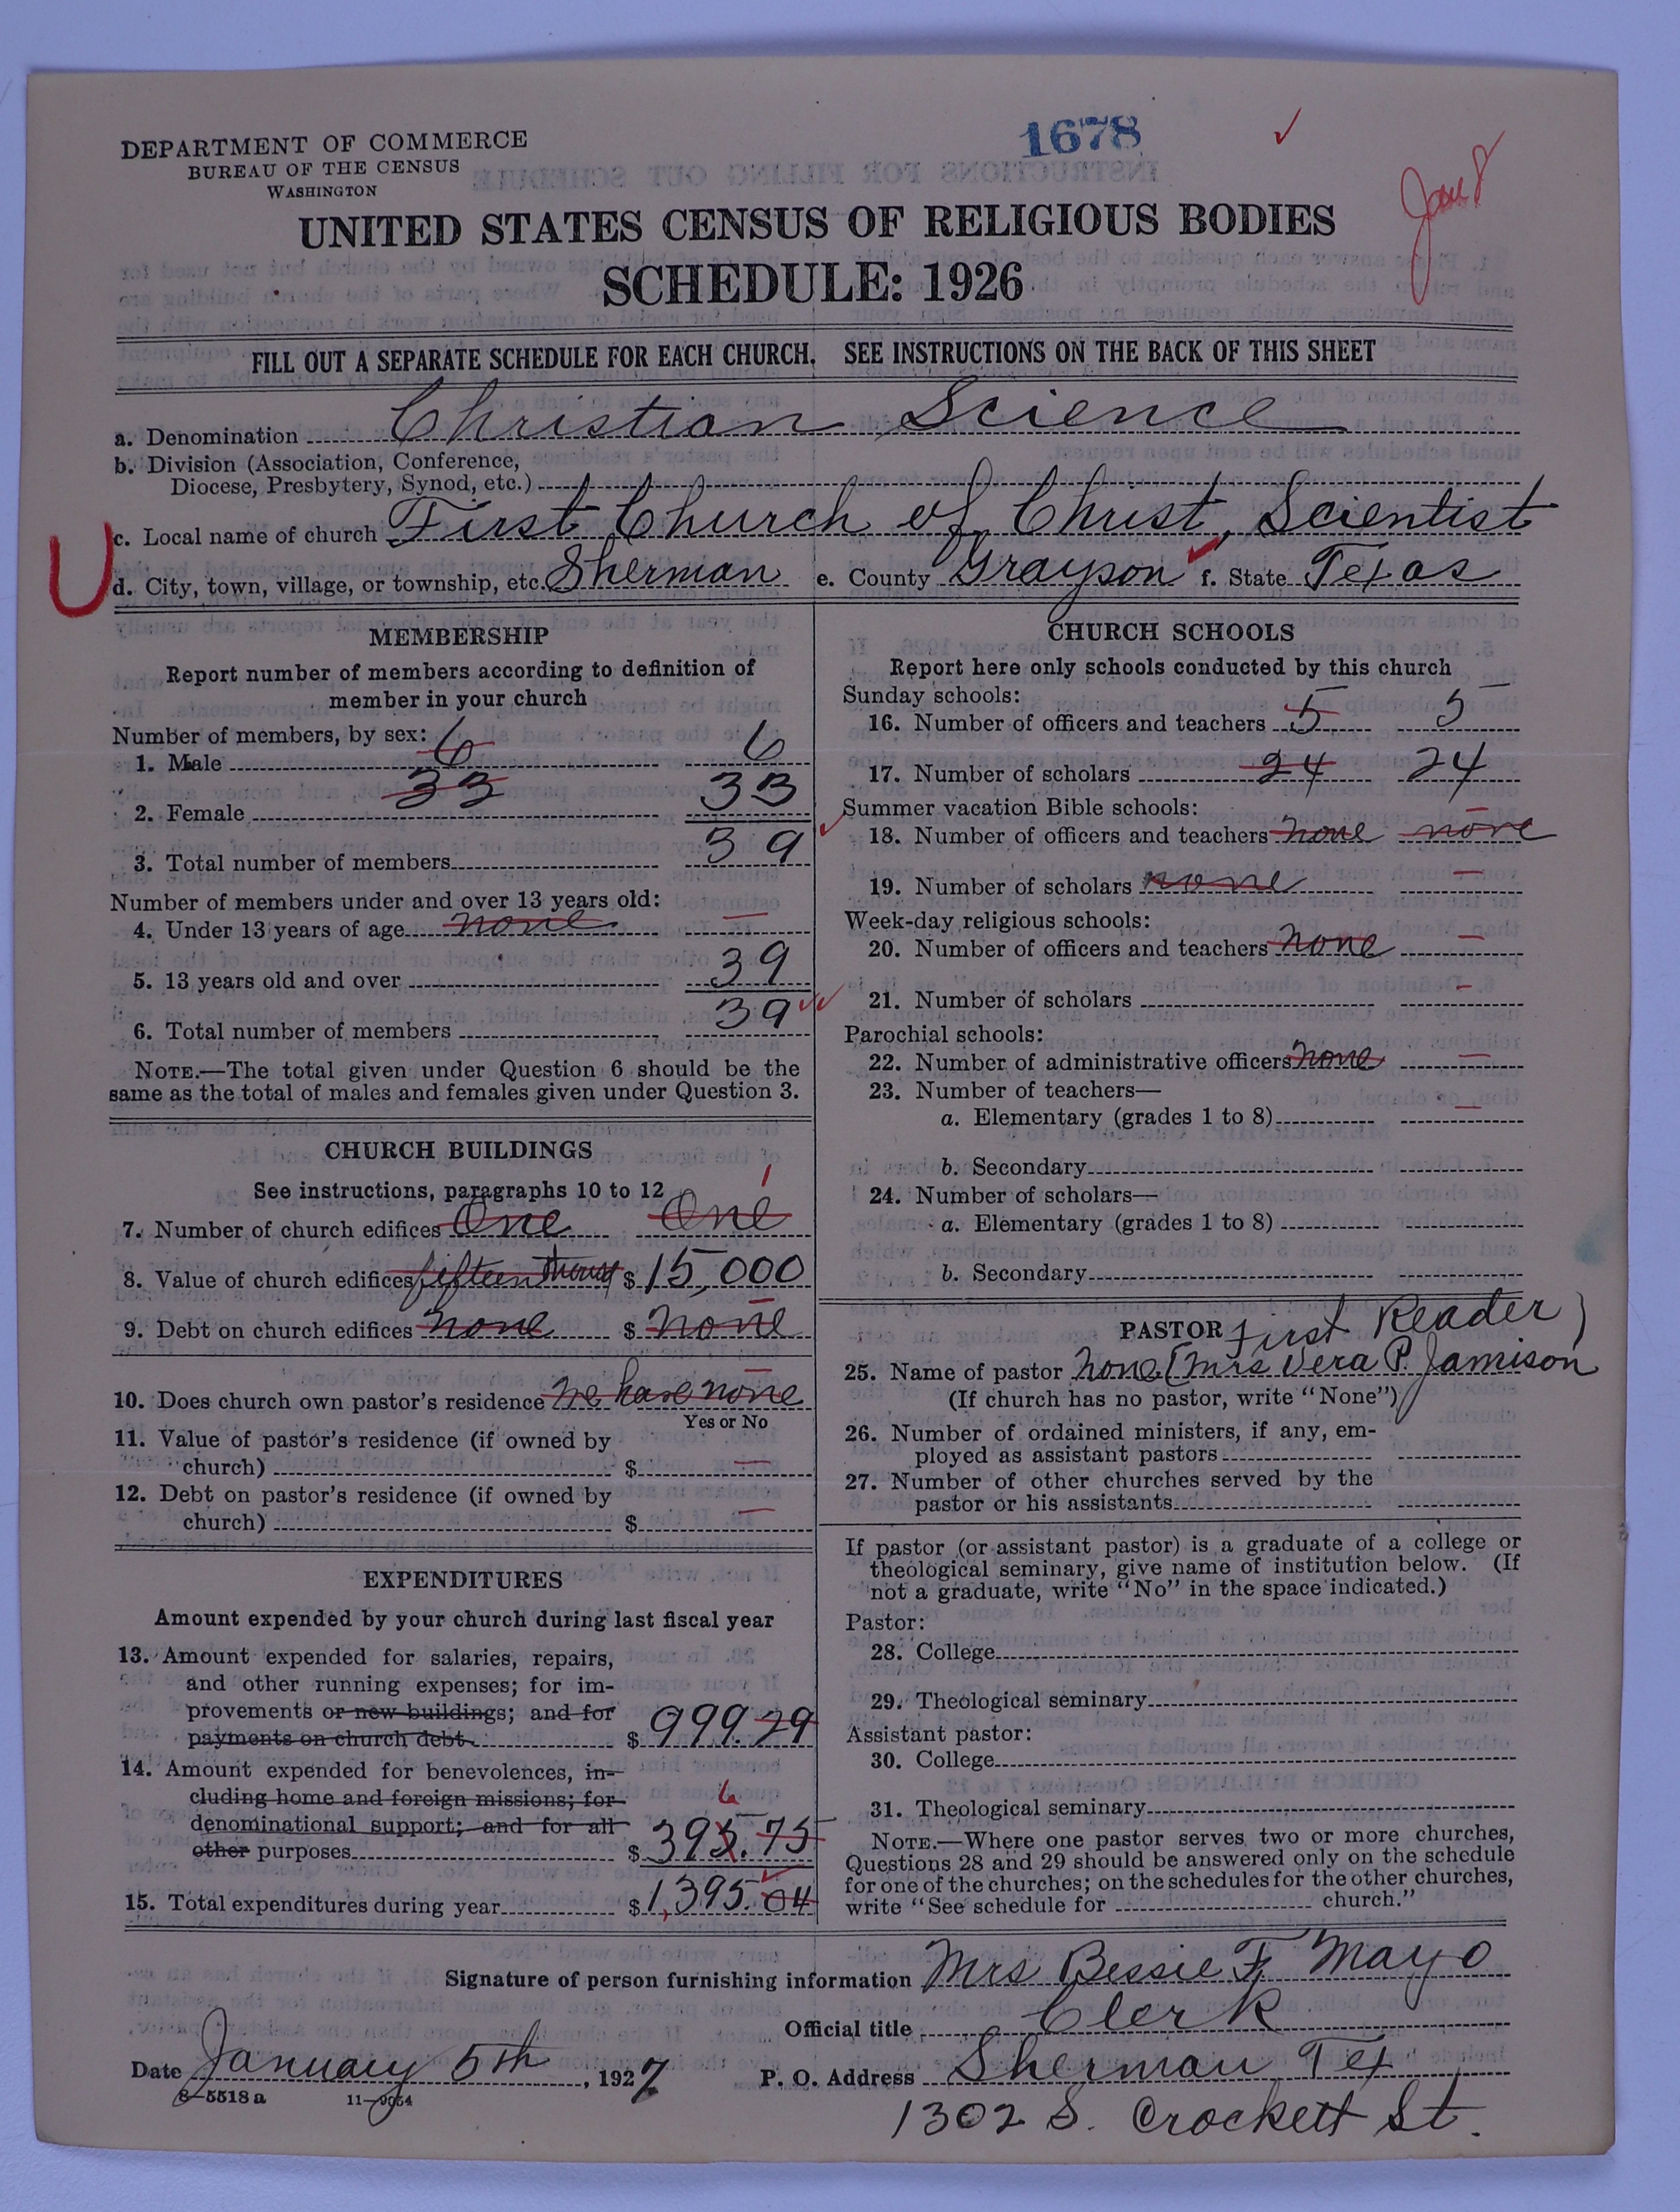 1678
Jan 8
DEPARTMENT OF COMMERCE
BUREAU OF THE CENSUS
WASHINGTON
UNITED STATES CENSUS OF RELIGIOUS BODIES
SCHEDULE: 1926
FILL OUT A SEPARATE SCHEDULE FOR EACH CHURCH. SEE INSTRUCTIONS ON THE BACK OF THIS SHEET
a. Denomination Christian Science
b. Division (Association, Conference,
Diocese, Presbytery, Synod, etc.)
c. Local name of church First Church of Christ, Scientist
U
d. City, town, village, or township, etc. Sherman e. County Grayson f. State Texas
MEMBERSHIP
Report number of members according to definition of
member in your church
Number of members, by sex:
1. Male 6 6
2. Female 33 33
3. Total number of members 39
Number of members under and over 13 years old:
4. Under 13 years of age none —
5. 13 years old and over 39
6. Total number of members 39
NOTE.—The total given under Question 6 should be the
same as the total of males and females given under Question 3.
CHURCH BUILDINGS
See instructions, paragraphs 10 to 12
7. Number of church edifices One One 1
8. Value of church edifices fifteen thousand $ 15,000
9. Debt on church edifices none $ none —
10. Does church own pastor's residence we have none —
Yes or No
11. Value of pastor's residence (if owned by
church) $ —
12. Debt on pastor's residence (if owned by
church) $ —
EXPENDITURES
Amount expended by your church during last fiscal year
13. Amount expended for salaries, repairs,
and other running expenses; for im-
provements or new buildings; and for
payments on church debt $ 999.29
14. Amount expended for benevolences, in-
cluding home and foreign missions; for
denominational support; and for all
other purposes $ 395.75 6
15. Total expenditures during year $ 1,395.04
CHURCH SCHOOLS
Report here only schools conducted by this church
Sunday schools:
16. Number of officers and teachers 5 5
17. Number of scholars 24 24
Summer vacation Bible schools:
18. Number of officers and teachers none none —
19. Number of scholars none —
Week-day religious schools:
20. Number of officers and teachers none —
21. Number of scholars —
Parochial schools:
22. Number of administrative officers none —
23. Number of teachers—
a. Elementary (grades 1 to 8) —
b. Secondary
24. Number of scholars—
a. Elementary (grades 1 to 8)
b. Secondary
PASTOR First Reader)
25. Name of pastor none (Mrs Vera P. Jamison
(If church has no pastor, write "None")
26. Number of ordained ministers, if any, em-
ployed as assistant pastors
27. Number of other churches served by the
pastor or his assistants
If pastor (or assistant pastor) is a graduate of a college or
theological seminary, give name of institution below. (If
not a graduate, write "No" in the space indicated.)
Pastor:
28. College
29. Theological seminary
Assistant pastor:
30. College
31. Theological seminary
NOTE.—Where one pastor serves two or more churches,
Questions 28 and 29 should be answered only on the schedule
for one of the churches; on the schedules for the other churches,
write "See schedule for church."
Signature of person furnishing information Mrs Bessie F. Mayo
Official title Clerk
Date January 5th, 1927 P. O. Address Sherman Tex
8—5518a 11—9054
1302 S. Crockett St.